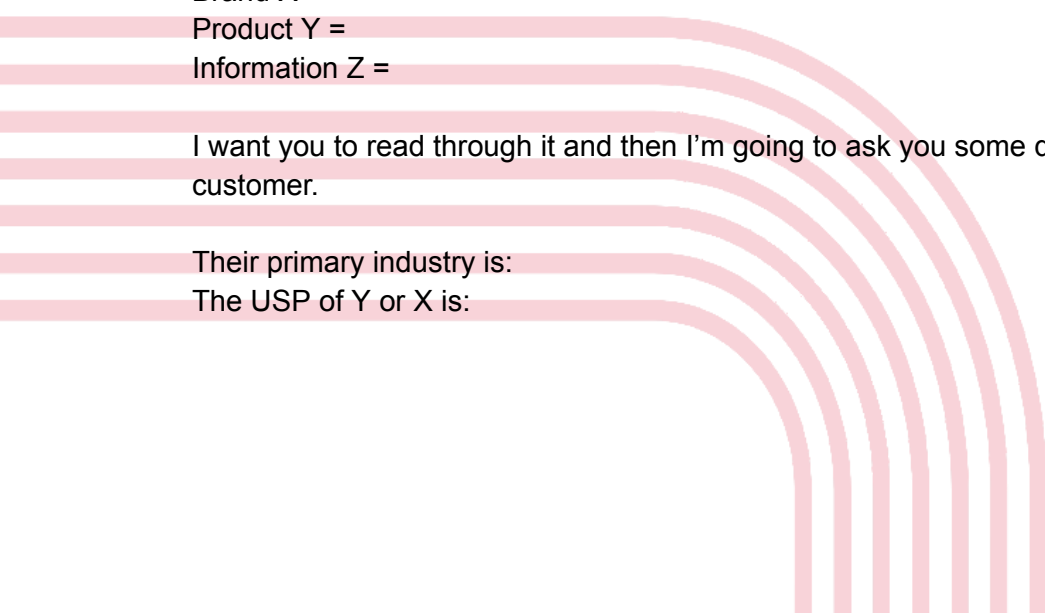 Product Y =
Information Z =
I want you to read through it and then I'm going to ask you some
customer.
Their primary industry is:
The USP of Y or X is: